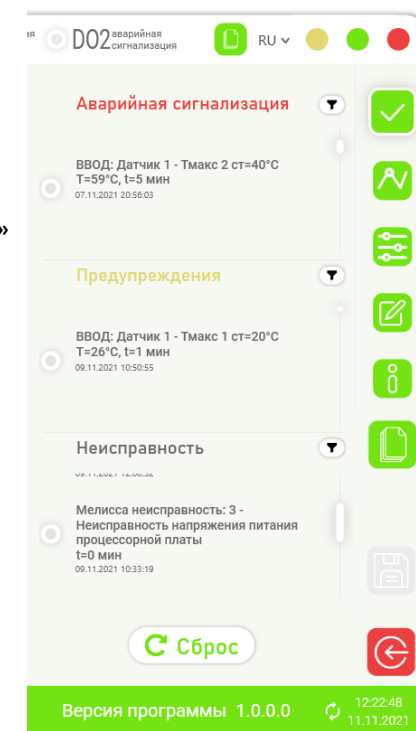 ая
DO2 аварийная
сигнализация
RU
Аварийная сигнализация
ВВОД: Датчик 1 - Тмакс 2 ст=40°C
T=59°C, t=5 мин
07.11.2021 20:56:03
»
Предупреждения
ВВОД: Датчик 1 - Тмакс 1 ст=20°C
T=26°C, t=1 мин
09.11.2021 10:50:55
Неисправность
Мелисса неисправность: 3 -
Неисправность напряжения питания
процессорной платы
t=0 мин
09.11.2021 10:33:19
Сброс
Версия программы 1.0.0.0
12:22:48
11.11.2021